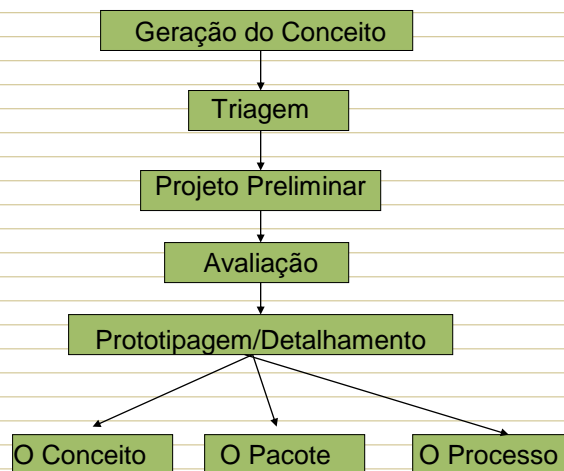 Geração do Conceito
Triagem
Projeto Preliminar
Avaliação
Prototipagem/Detalhamento
O Conceito
O Pacote
O Processo